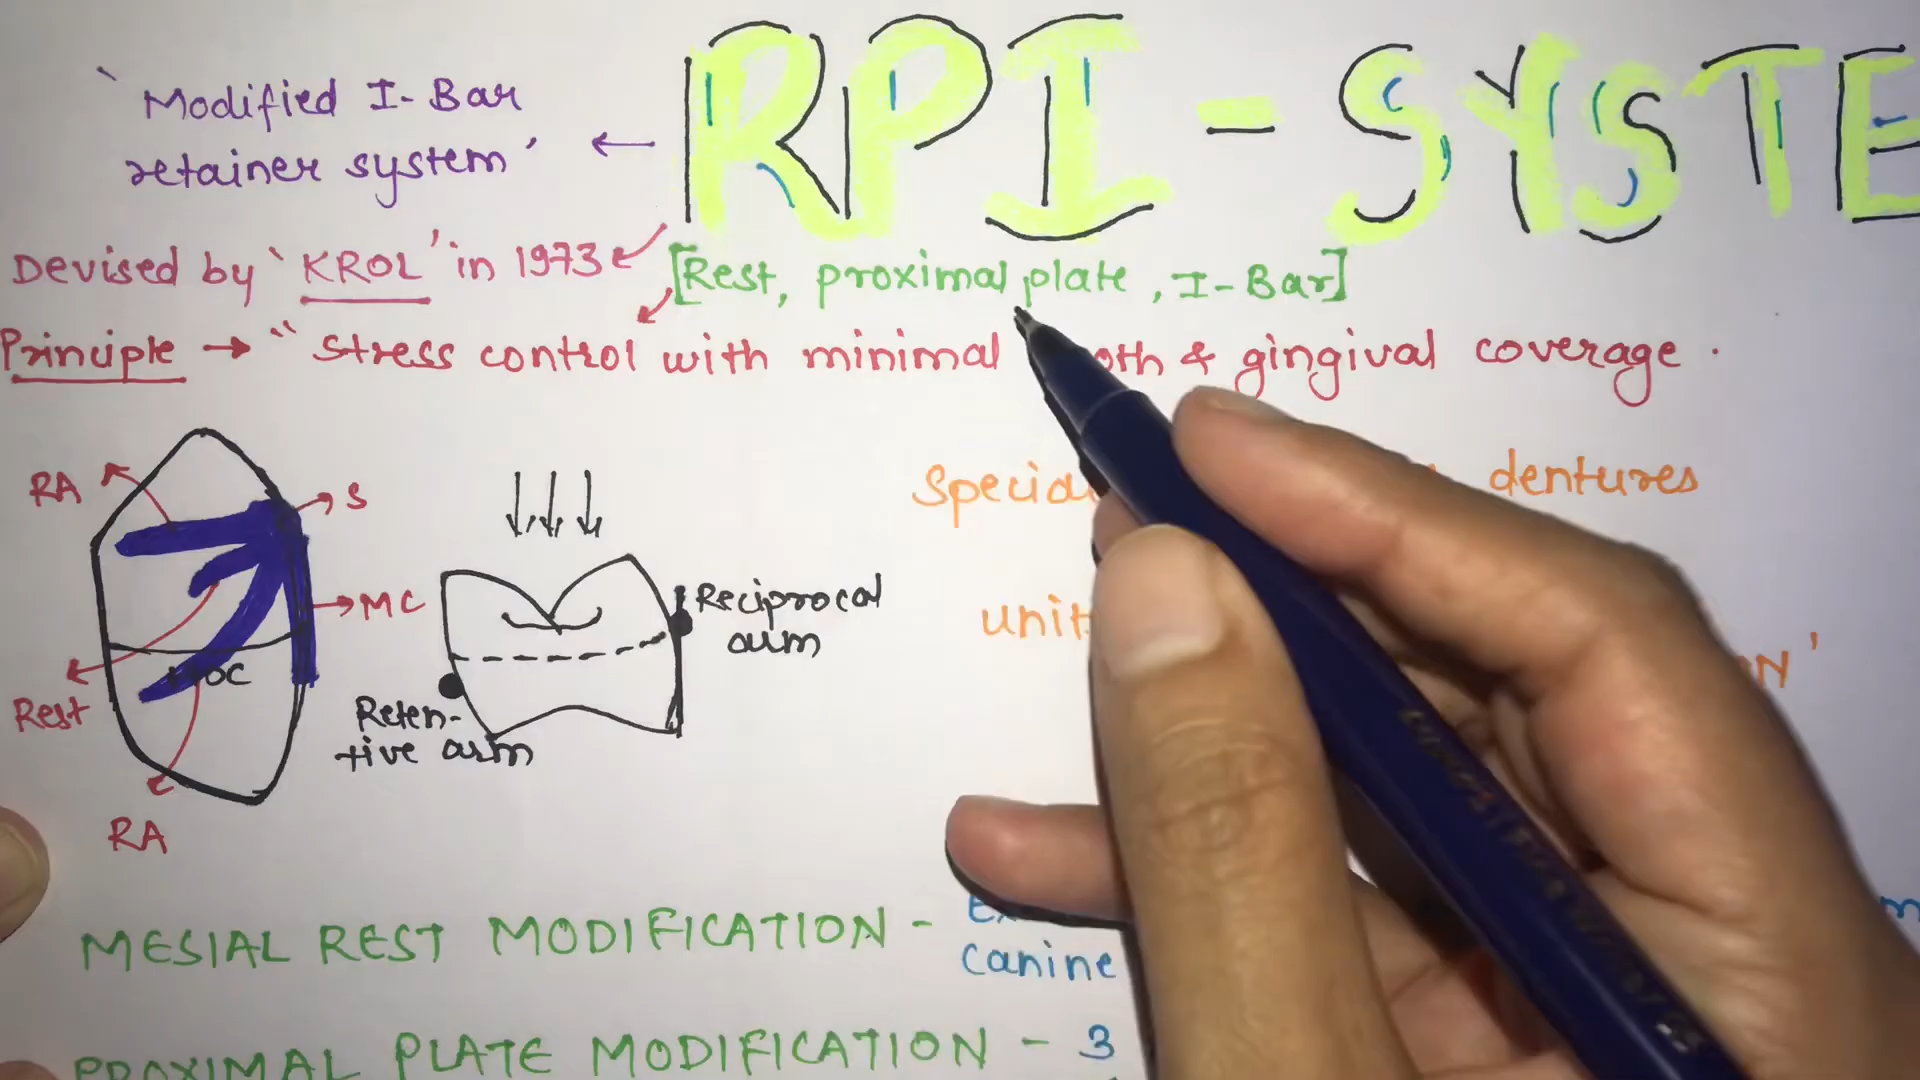 RPI - SYSTE
` Modified I-Bar
retainer system ’
Devised by ‘ KROL ’ in 1973
[Rest, proximal plate, I-Bar]
Principle → “ Stress control with minimal & gingival coverage .
RA
S
MC
OC
Rest
RA
Reciprocal
arm
Reten-
tive arm
dentures
unit
MESIAL REST MODIFICATION -
canine
PROXIMAL PLATE MODIFICATION - 3